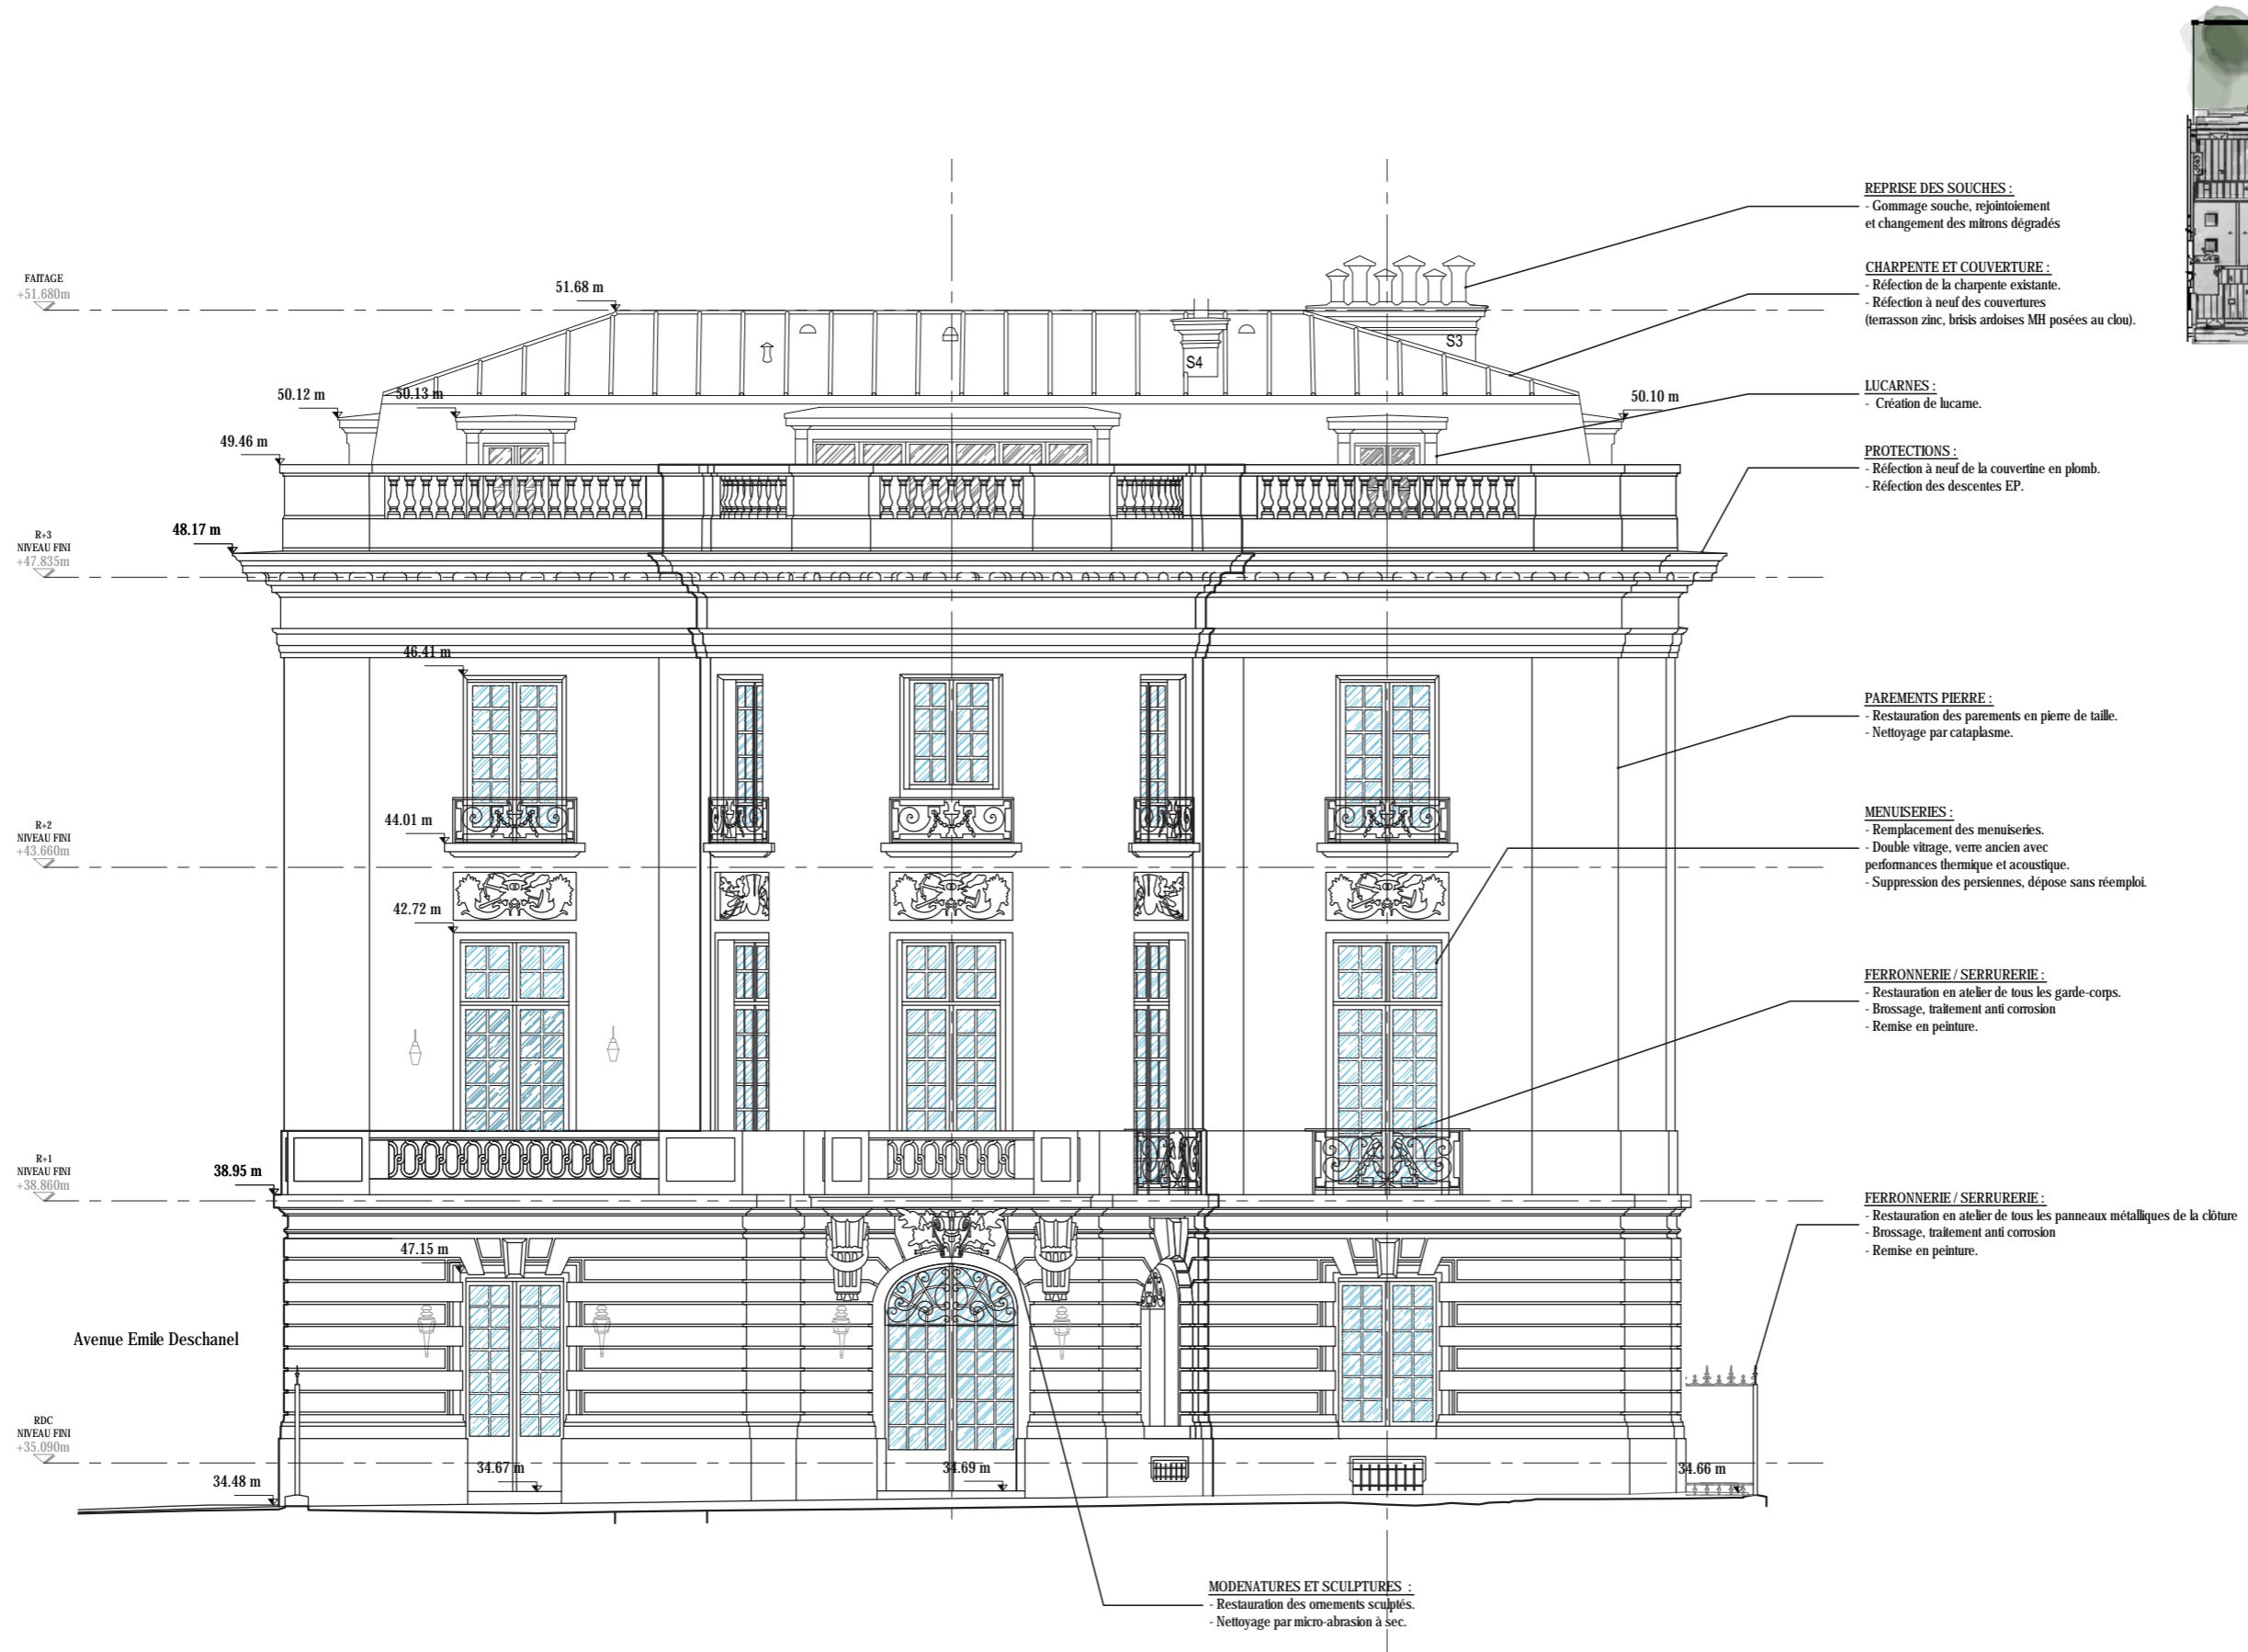 REPRISE DES SOUCHES :
- Gommage souche, rejointoiement
et changement des mitrons dégradés
CHARPENTE ET COUVERTURE :
- Réfection de la charpente existante.
- Réfection à neuf des couvertures
(terrasson zinc, brisis ardoises MH posées au clou).
LUCARNES :
- Création de lucarne.
PROTECTIONS :
- Réfection à neuf de la couvertine en plomb.
- Réfection des descentes EP.
PAREMENTS PIERRE :
- Restauration des parements en pierre de taille.
- Nettoyage par cataplasme.
MENUISERIES :
- Remplacement des menuiseries.
- Double vitrage, verre ancien avec
performances thermique et acoustique.
- Suppression des persiennes, dépose sans réemploi.
FERRONNERIE / SERRURERIE :
- Restauration en atelier de tous les garde-corps.
- Brossage, traitement anti corrosion
- Remise en peinture.
FERRONNERIE / SERRURERIE :
- Restauration en atelier de tous les panneaux métalliques de la clôture
- Brossage, traitement anti corrosion
- Remise en peinture.
MODENATURES ET SCULPTURES :
- Restauration des ornements sculptés.
- Nettoyage par micro-abrasion à sec.
FAITAGE
+51.680m
R+3
NIVEAU FINI
+47.835m
R+2
NIVEAU FINI
+43.660m
R+1
NIVEAU FINI
+38.860m
RDC
NIVEAU FINI
+35.090m
Avenue Emile Deschanel
51.68 m
50.12 m
50.13 m
50.10 m
49.46 m
48.17 m
46.41 m
44.01 m
42.72 m
38.95 m
47.15 m
34.48 m
34.67 m
34.69 m
34.66 m
S4
S3